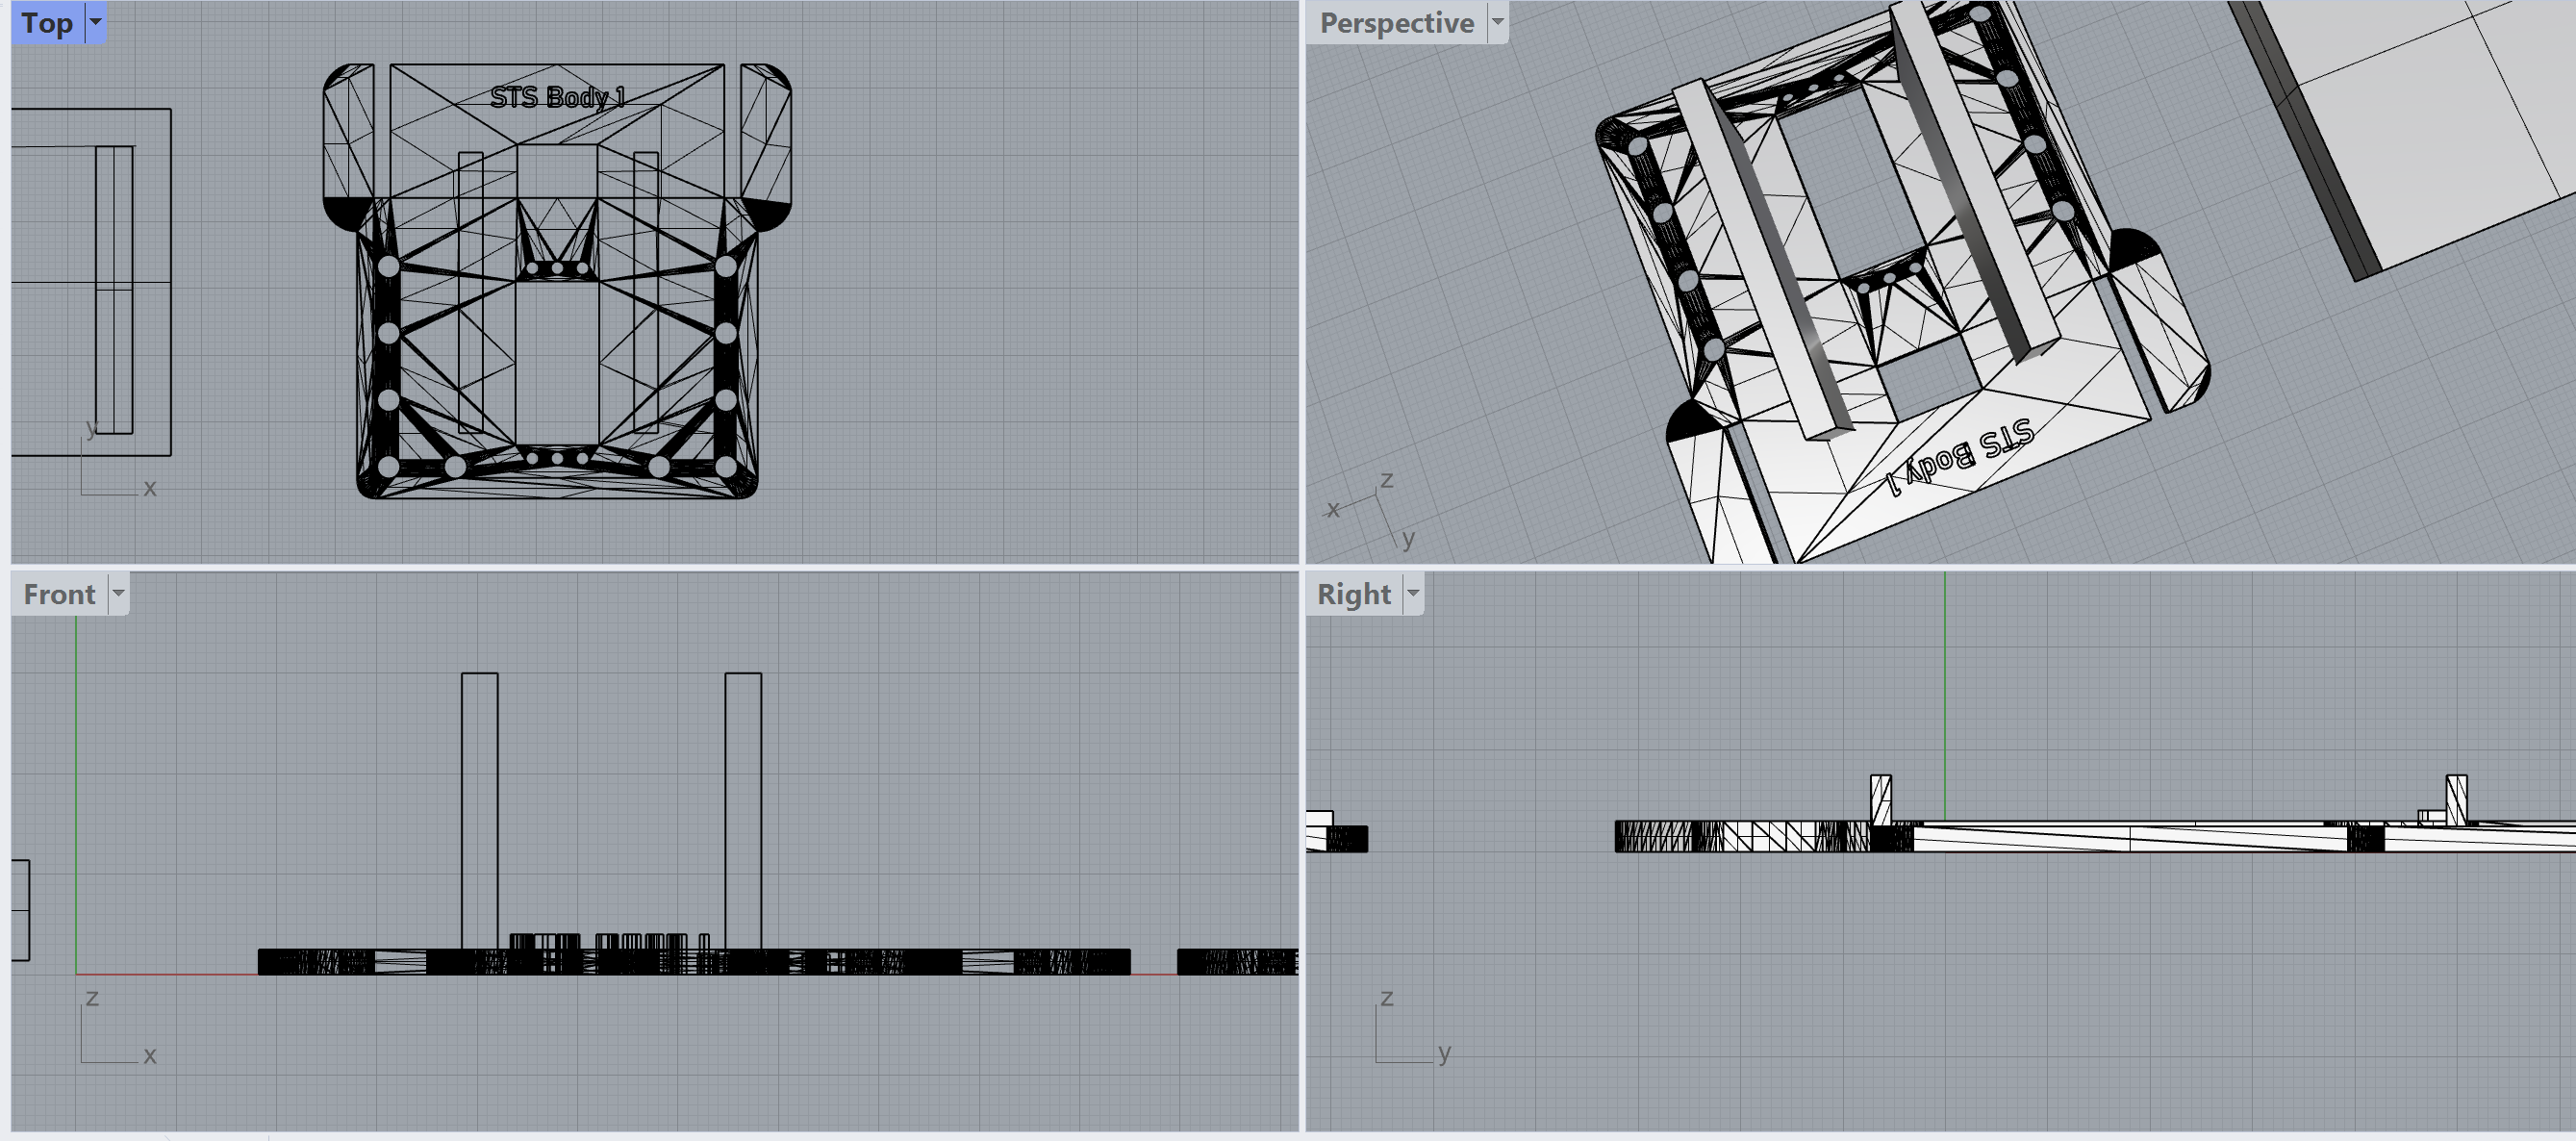 Top
STS Body 1
y
x
Perspective
STS Body 1
z
x
y
Front
z
x
Right
z
y